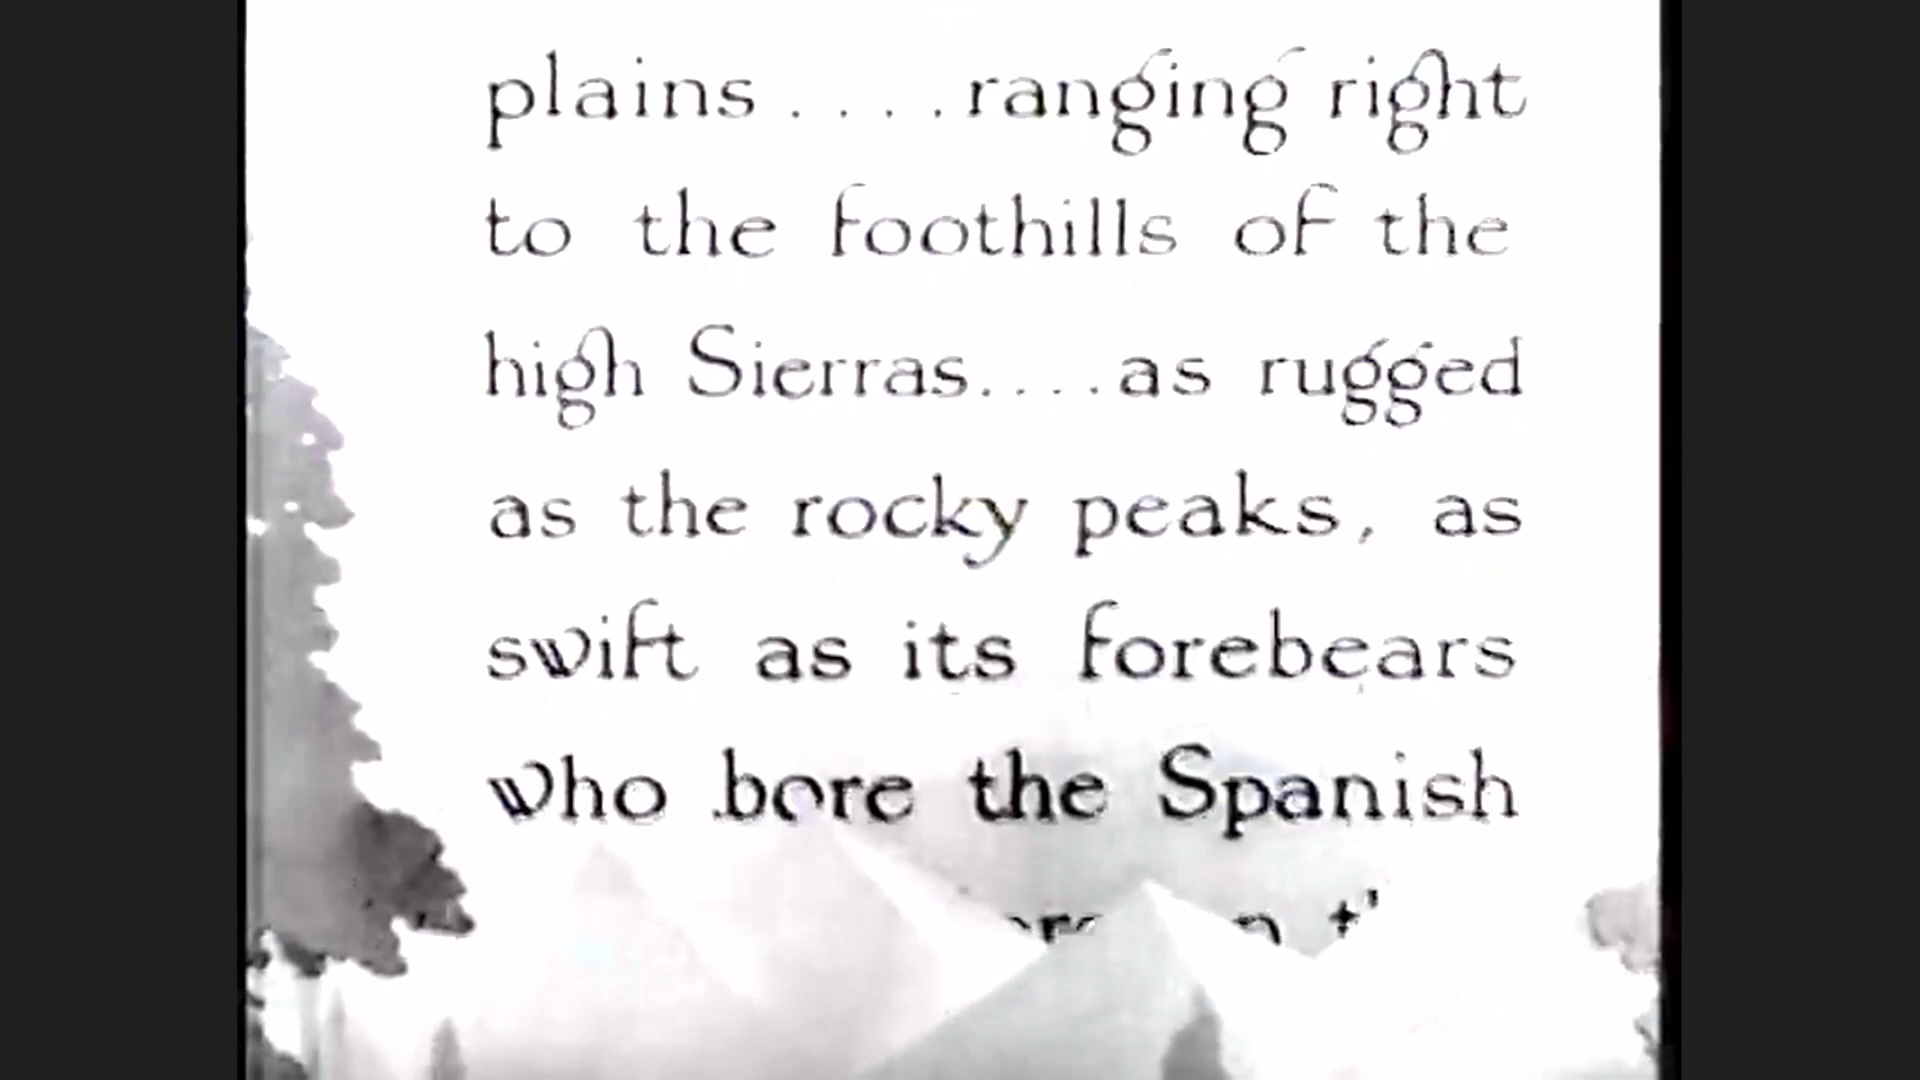 plains . . . . ranging right
to the foothills of the
high Sierras. . . . as rugged
as the rocky peaks, as
swift as its forebears
who bore the Spanish